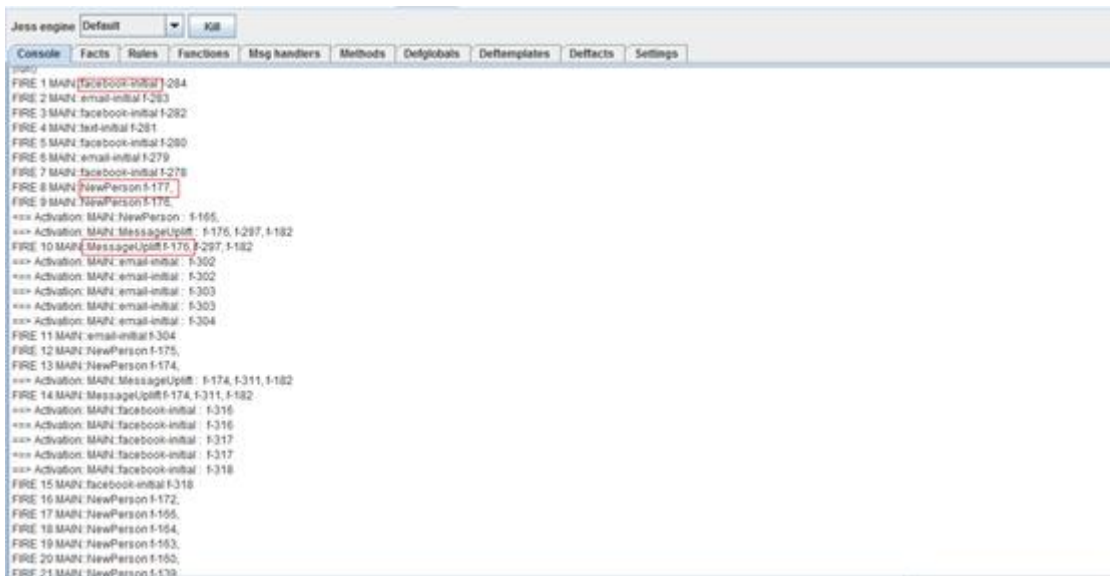 Jess engine Default Kill
Console Facts Rules Functions Msg handlers Methods Defglobals Deftemplates Deffacts Settings
FIRE 1 MAIN::facebook-initial f-284
FIRE 2 MAIN::email-initial f-283
FIRE 3 MAIN::facebook-initial f-282
FIRE 4 MAIN::text-initial f-281
FIRE 5 MAIN::facebook-initial f-280
FIRE 6 MAIN::email-initial f-279
FIRE 7 MAIN::facebook-initial f-278
FIRE 8 MAIN::NewPerson f-177,
FIRE 9 MAIN::NewPerson f-176,
<== Activation: MAIN::NewPerson : f-165,
==> Activation: MAIN::MessageUplift : f-176, f-297, f-182
FIRE 10 MAIN::MessageUplift f-176, f-297, f-182
==> Activation: MAIN::email-initial : f-302
<== Activation: MAIN::email-initial : f-302
==> Activation: MAIN::email-initial : f-303
<== Activation: MAIN::email-initial : f-303
==> Activation: MAIN::email-initial : f-304
FIRE 11 MAIN::email-initial f-304
FIRE 12 MAIN::NewPerson f-175,
FIRE 13 MAIN::NewPerson f-174,
==> Activation: MAIN::MessageUplift : f-174, f-311, f-182
FIRE 14 MAIN::MessageUplift f-174, f-311, f-182
==> Activation: MAIN::facebook-initial : f-316
<== Activation: MAIN::facebook-initial : f-316
==> Activation: MAIN::facebook-initial : f-317
<== Activation: MAIN::facebook-initial : f-317
==> Activation: MAIN::facebook-initial : f-318
FIRE 15 MAIN::facebook-initial f-318
FIRE 16 MAIN::NewPerson f-172,
FIRE 17 MAIN::NewPerson f-166,
FIRE 18 MAIN::NewPerson f-164,
FIRE 19 MAIN::NewPerson f-163,
FIRE 20 MAIN::NewPerson f-160,
FIRE 21 MAIN::NewPerson f-139